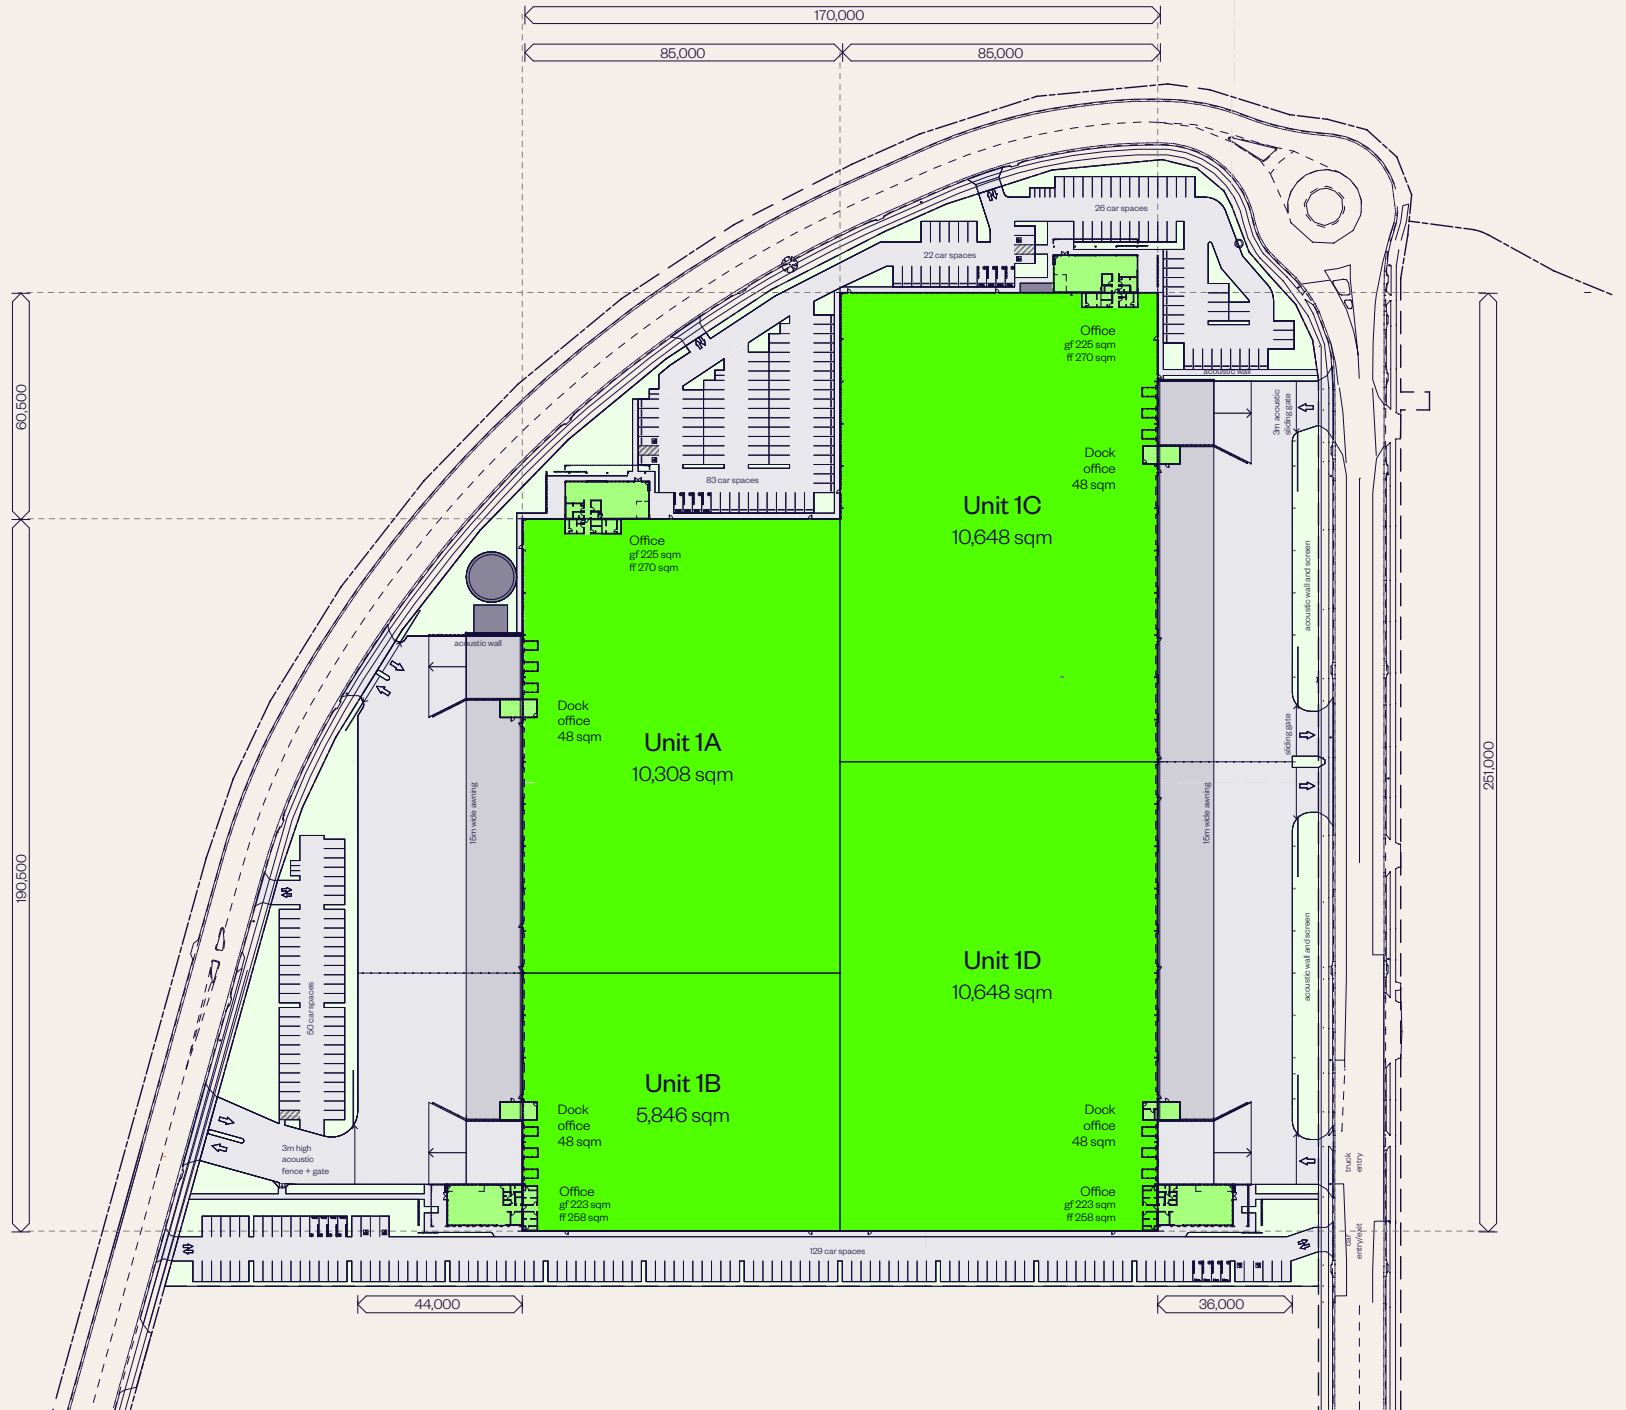 170,000
85,000
85,000
26 car spaces
22 car spaces
Office
gf 225 sqm
ff 270 sqm
acoustic wall
3m acoustic
sliding gate
60,500
83 car spaces
Dock
office
48 sqm
Unit 1C
10,648 sqm
Office
gf 225 sqm
ff 270 sqm
acoustic wall and screen
acoustic wall
Dock
office
48 sqm
Unit 1A
10,308 sqm
sliding gate
251,000
15m wide awning
15m wide awning
190,500
50 car spaces
Unit 1D
10,648 sqm
acoustic wall and screen
Unit 1B
5,846 sqm
Dock
office
48 sqm
Dock
office
48 sqm
3m high
acoustic
fence + gate
truck
entry
Office
gf 223 sqm
ff 258 sqm
Office
gf 223 sqm
ff 258 sqm
129 car spaces
car
entry/exit
44,000
36,000